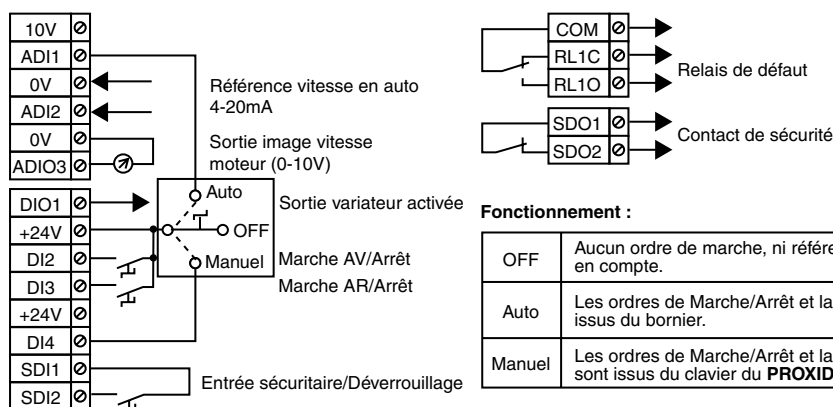 10V
ADI1
0V
ADI2
0V
ADIO3
Référence vitesse en auto
4-20mA
Sortie image vitesse
moteur (0-10V)
DIO1
+24V
DI2
DI3
+24V
DI4
SDI1
SDI2
Auto
OFF
Manuel
Sortie variateur activée
Marche AV/Arrêt
Marche AR/Arrêt
Entrée sécuritaire/Déverrouillage
COM
RL1C
RL1O
Relais de défaut
SDO1
SDO2
Contact de sécurité
Fonctionnement :
OFF
Aucun ordre de marche, ni
en compte.
Auto
Les ordres de Marche/Arrêt et la
issus du bornier.
Manuel
Les ordres de Marche/Arrêt et la
sont issus du clavier du